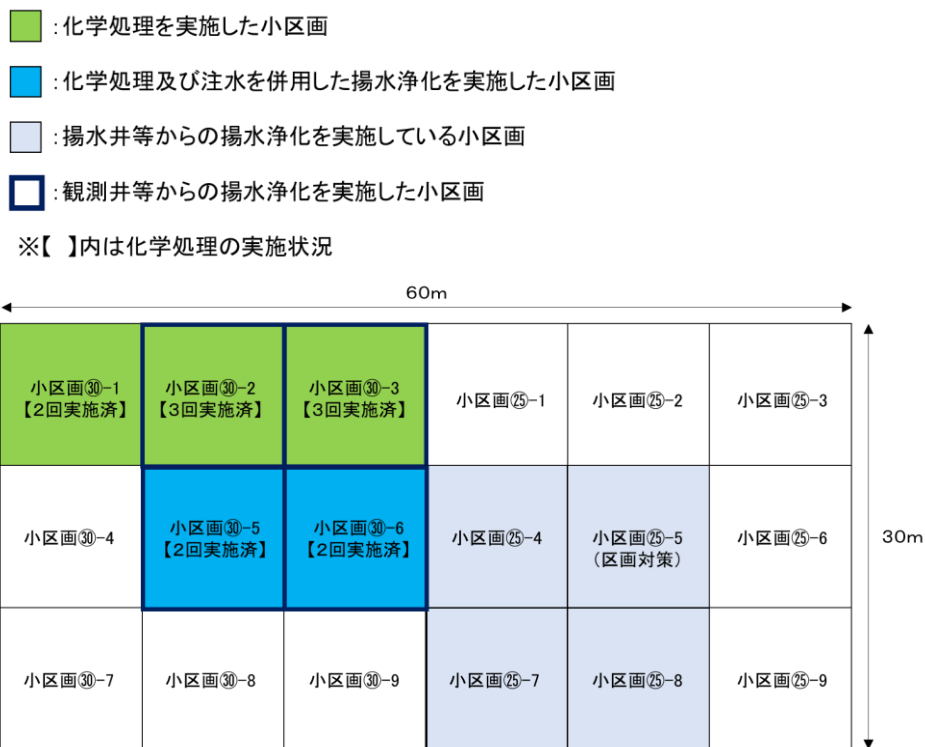 :化学処理を実施した小区画
:化学処理及び注水を併用した揚水浄化を実施した小区画
:揚水井等からの揚水浄化を実施している小区画
:観測井等からの揚水浄化を実施した小区画
※【 】内は化学処理の実施状況
60m
小区画㉚-1
【2回実施済】
小区画㉚-2
【3回実施済】
小区画㉚-3
【3回実施済】
小区画㉕-1
小区画㉕-2
小区画㉕-3
小区画㉚-4
小区画㉚-5
【2回実施済】
小区画㉚-6
【2回実施済】
小区画㉕-4
小区画㉕-5
(区画対策)
小区画㉕-6
30m
小区画㉚-7
小区画㉚-8
小区画㉚-9
小区画㉕-7
小区画㉕-8
小区画㉕-9